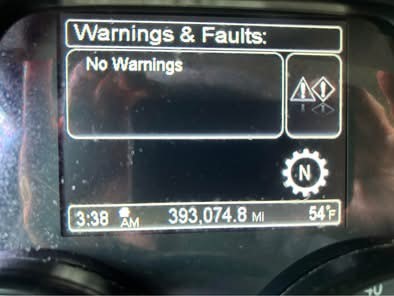 Warnings & Faults:
No Warnings
N
3:38 AM 393,074.8 MI 54°F